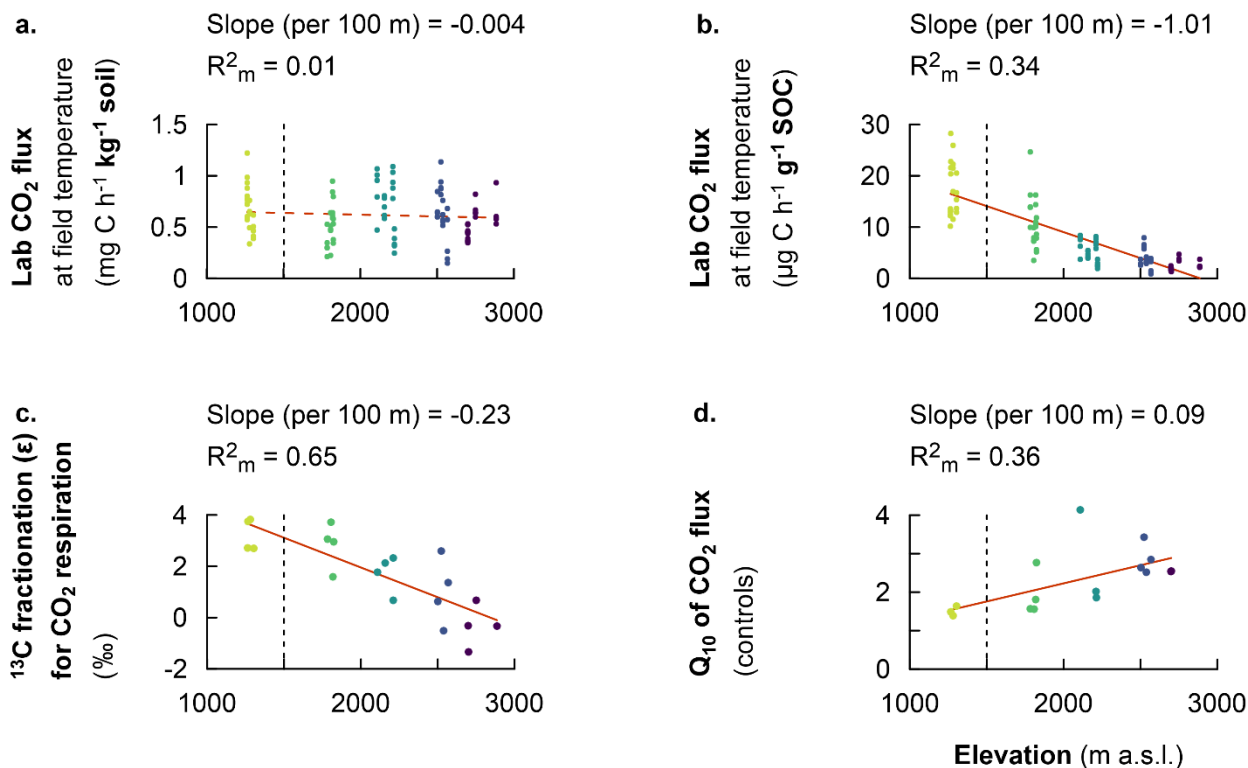 a.
Slope (per 100 m) = -0.004
R²m = 0.01
Lab CO₂ flux
at field temperature
(mg C h⁻¹ kg⁻¹ soil)
1.5
1
0.5
0
1000 2000 3000
b.
Slope (per 100 m) = -1.01
R²m = 0.34
Lab CO₂ flux
at field temperature
(µg C h⁻¹ g⁻¹ SOC)
30
20
10
0
1000 2000 3000
c.
Slope (per 100 m) = -0.23
R²m = 0.65
¹³C fractionation (ε)
for CO₂ respiration
(‰)
4
2
0
-2
1000 2000 3000
d.
Slope (per 100 m) = 0.09
R²m = 0.36
Q₁₀ of CO₂ flux
(controls)
4
2
0
1000 2000 3000
Elevation (m a.s.l.)